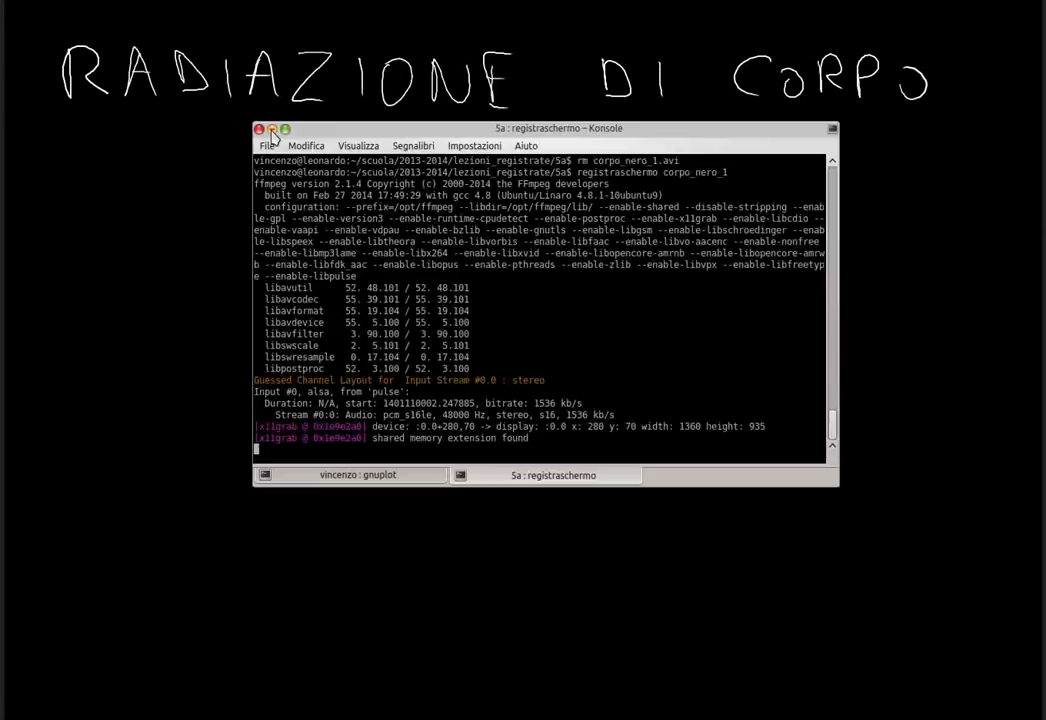 RADIAZIONE DI CORPO
5a : registraschermo – Konsole
File Modifica Visualizza Segnalibri Impostazioni Aiuto
vincenzo@leonardo:~/scuola/2013-2014/lezioni_registrate/5a$ rm corpo_nero_1.avi
vincenzo@leonardo:~/scuola/2013-2014/lezioni_registrate/5a$ registraschermo corpo_nero_1
ffmpeg version 2.1.4 Copyright (c) 2000-2014 the FFmpeg developers
built on Feb 27 2014 17:49:29 with gcc 4.8 (Ubuntu/Linaro 4.8.1-10ubuntu9)
configuration: --prefix=/opt/ffmpeg --libdir=/opt/ffmpeg/lib/ --enable-shared --disable-stripping --enab
le-gpl --enable-version3 --enable-runtime-cpudetect --enable-postproc --enable-x11grab --enable-libcdio --
enable-vaapi --enable-vdpau --enable-bzlib --enable-gnutls --enable-libgsm --enable-libschroedinger --enab
le-libspeex --enable-libtheora --enable-libvorbis --enable-libfaac --enable-libvo-aacenc --enable-nonfree
--enable-libmp3lame --enable-libx264 --enable-libxvid --enable-libopencore-amrnb --enable-libopencore-amrw
b --enable-libfdk_aac --enable-libopus --enable-pthreads --enable-zlib --enable-libvpx --enable-libfreetyp
e --enable-libpulse
libavutil 52. 48.101 / 52. 48.101
libavcodec 55. 39.101 / 55. 39.101
libavformat 55. 19.104 / 55. 19.104
libavdevice 55. 5.100 / 55. 5.100
libavfilter 3. 90.100 / 3. 90.100
libswscale 2. 5.101 / 2. 5.101
libswresample 0. 17.104 / 0. 17.104
libpostproc 52. 3.100 / 52. 3.100
Guessed Channel Layout for Input Stream #0.0 : stereo
Input #0, alsa, from 'pulse':
Duration: N/A, start: 1401110002.247885, bitrate: 1536 kb/s
Stream #0:0: Audio: pcm_s16le, 48000 Hz, stereo, s16, 1536 kb/s
[x11grab @ 0x1e9e2a0] device: :0.0+280,70 -> display: :0.0 x: 280 y: 70 width: 1360 height: 935
[x11grab @ 0x1e9e2a0] shared memory extension found
vincenzo : gnuplot 5a : registraschermo